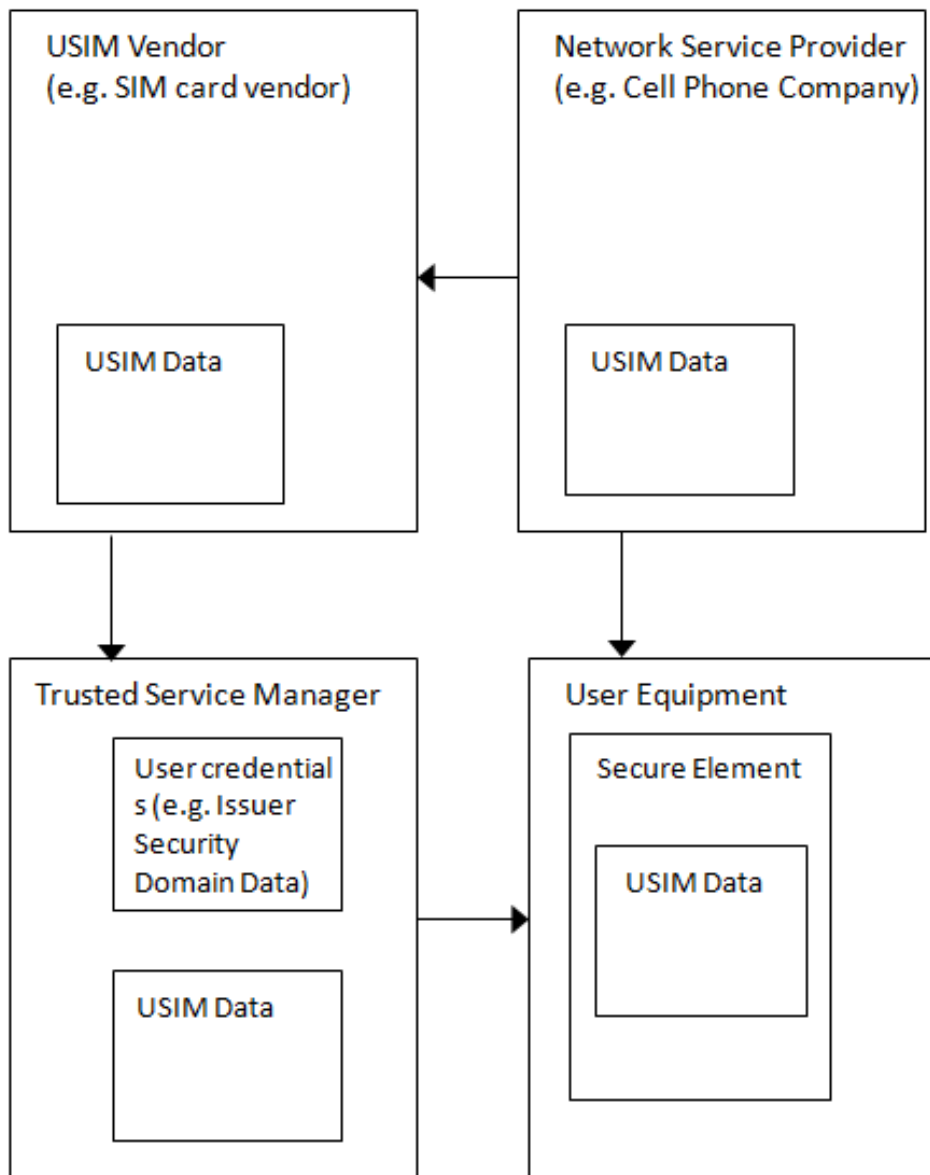 USIM Vendor
(e.g. SIM card vendor)
USIM Data
Network Service Provider
(e.g. Cell Phone Company)
USIM Data
Trusted Service Manager
User credential
s (e.g. Issuer
Security
Domain Data)
USIM Data
User Equipment
Secure Element
USIM Data